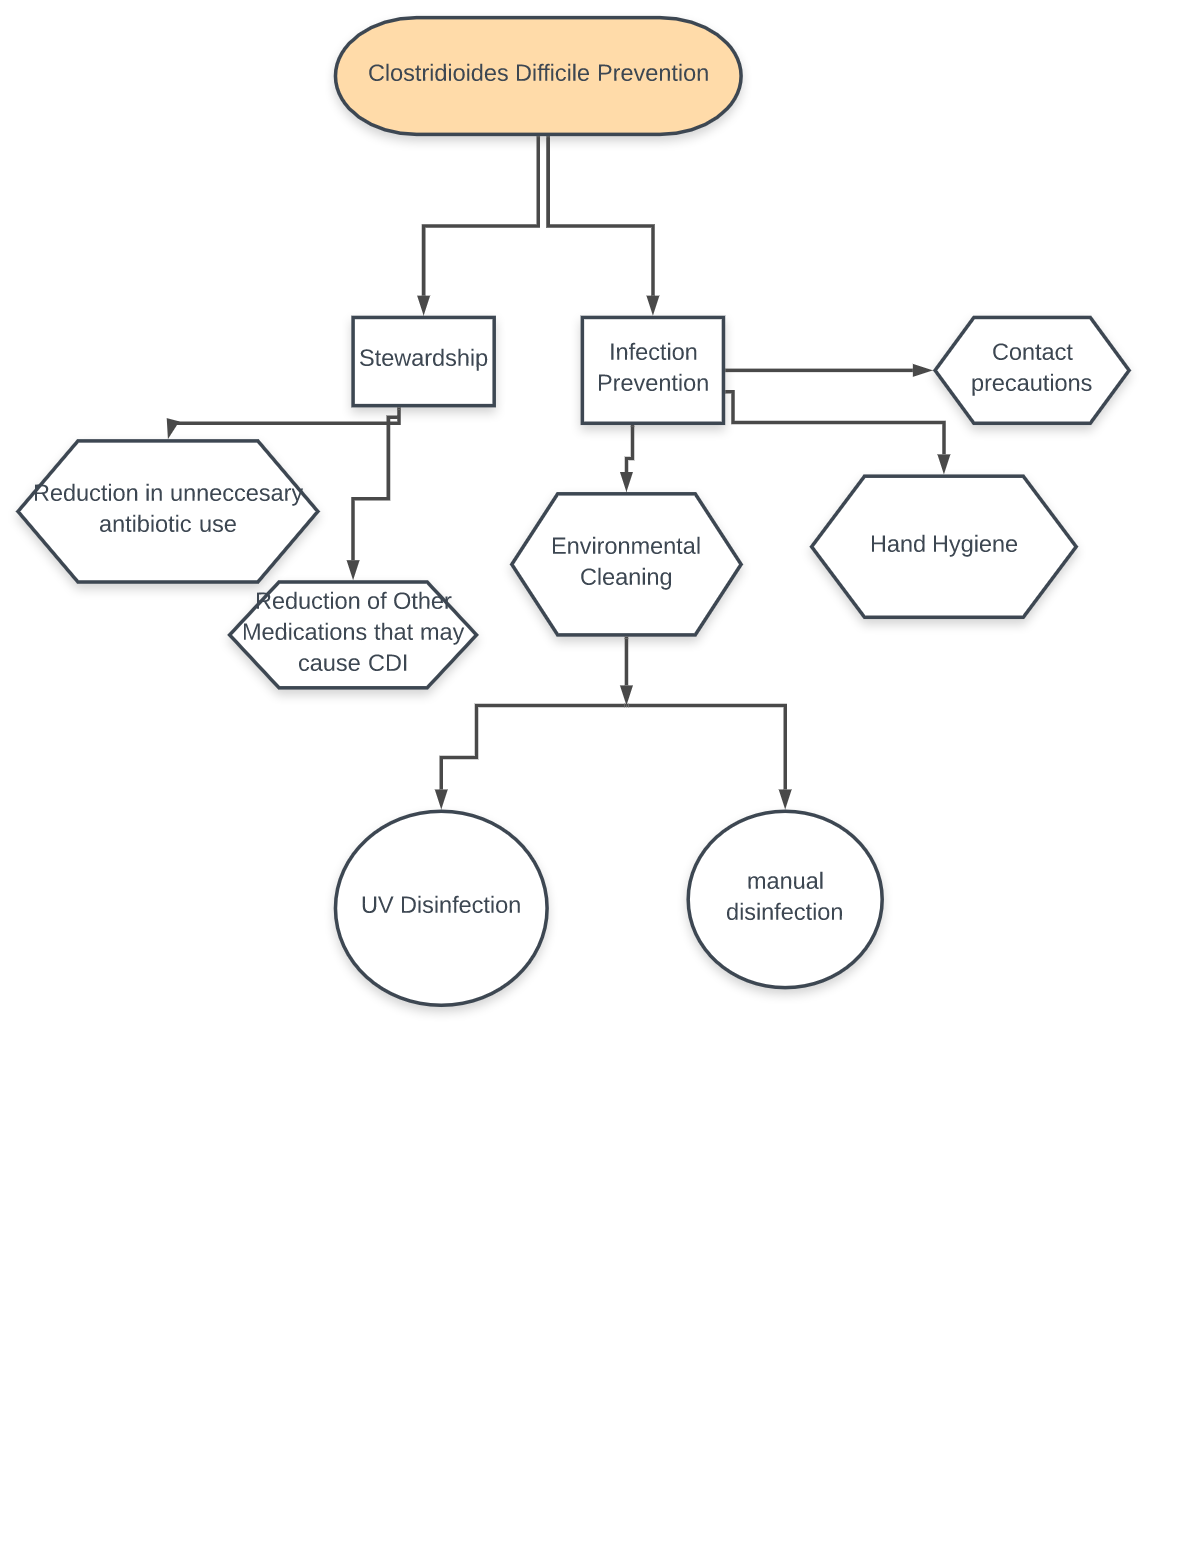 Clostridioides Difficile Prevention
Stewardship
Infection
Prevention
Contact
precautions
Reduction in unneccesary
antibiotic use
Reduction of Other
Medications that may
cause CDI
Environmental
Cleaning
Hand Hygiene
UV Disinfection
manual
disinfection